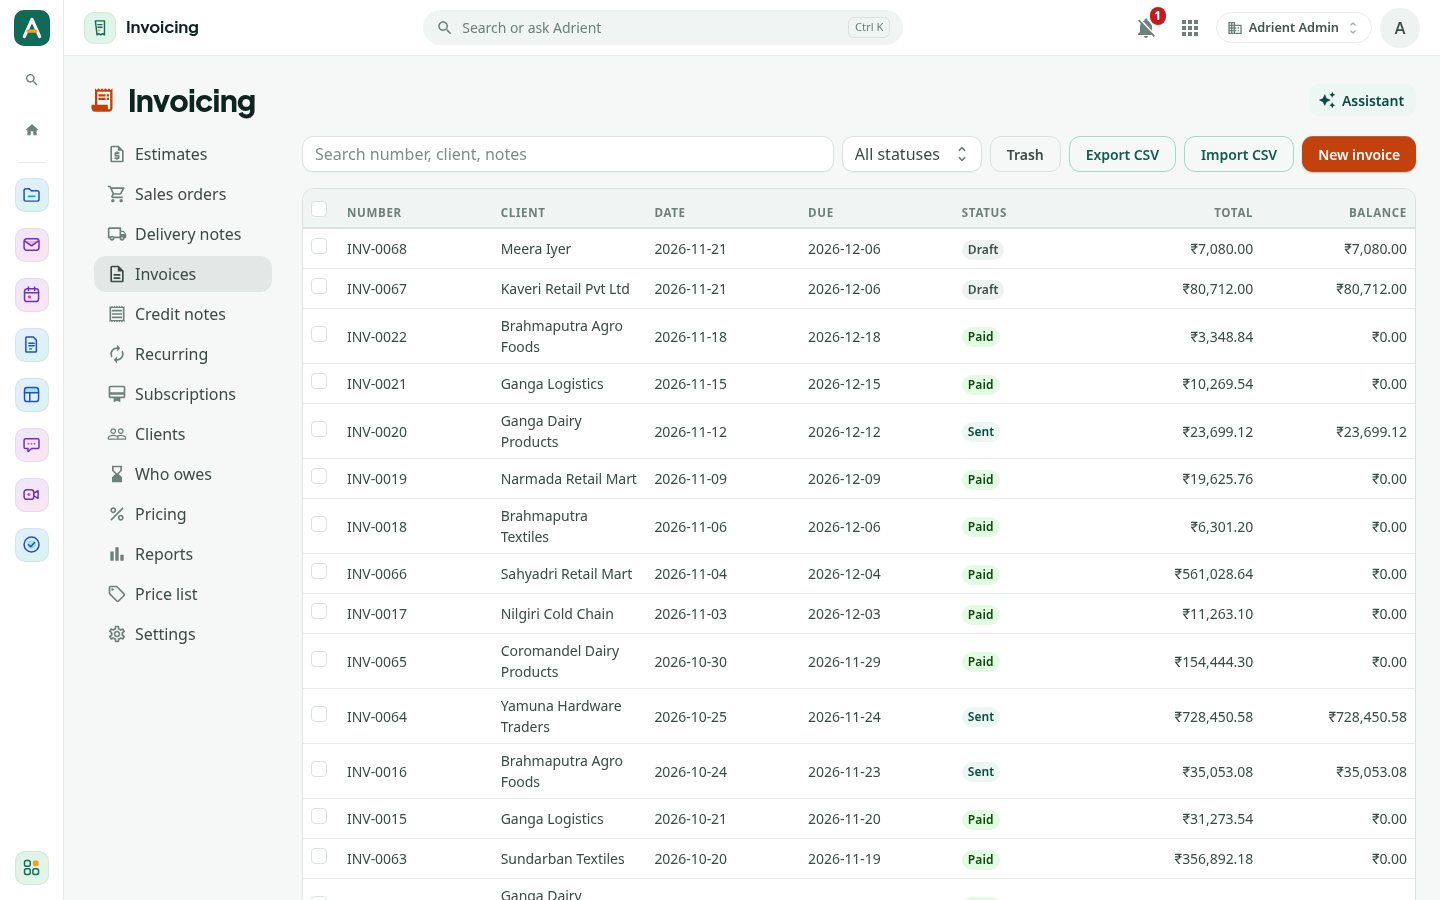 Invoicing
Search or ask Adrient
Ctrl K
1
Adrient Admin
A
Invoicing
Assistant
Estimates
Sales orders
Delivery notes
Invoices
Credit notes
Recurring
Subscriptions
Clients
Who owes
Pricing
Reports
Price list
Settings
Search number, client, notes
All statuses
Trash
Export CSV
Import CSV
New invoice
NUMBER CLIENT DATE DUE STATUS TOTAL BALANCE
INV-0068 Meera Iyer 2026-11-21 2026-12-06 Draft ₹7,080.00 ₹7,080.00
INV-0067 Kaveri Retail Pvt Ltd 2026-11-21 2026-12-06 Draft ₹80,712.00 ₹80,712.00
INV-0022 Brahmaputra Agro Foods 2026-11-18 2026-12-18 Paid ₹3,348.84 ₹0.00
INV-0021 Ganga Logistics 2026-11-15 2026-12-15 Paid ₹10,269.54 ₹0.00
INV-0020 Ganga Dairy Products 2026-11-12 2026-12-12 Sent ₹23,699.12 ₹23,699.12
INV-0019 Narmada Retail Mart 2026-11-09 2026-12-09 Paid ₹19,625.76 ₹0.00
INV-0018 Brahmaputra Textiles 2026-11-06 2026-12-06 Paid ₹6,301.20 ₹0.00
INV-0066 Sahyadri Retail Mart 2026-11-04 2026-12-04 Paid ₹561,028.64 ₹0.00
INV-0017 Nilgiri Cold Chain 2026-11-03 2026-12-03 Paid ₹11,263.10 ₹0.00
INV-0065 Coromandel Dairy Products 2026-10-30 2026-11-29 Paid ₹154,444.30 ₹0.00
INV-0064 Yamuna Hardware Traders 2026-10-25 2026-11-24 Sent ₹728,450.58 ₹728,450.58
INV-0016 Brahmaputra Agro Foods 2026-10-24 2026-11-23 Sent ₹35,053.08 ₹35,053.08
INV-0015 Ganga Logistics 2026-10-21 2026-11-20 Paid ₹31,273.54 ₹0.00
INV-0063 Sundarban Textiles 2026-10-20 2026-11-19 Paid ₹356,892.18 ₹0.00
Ganga Dairy